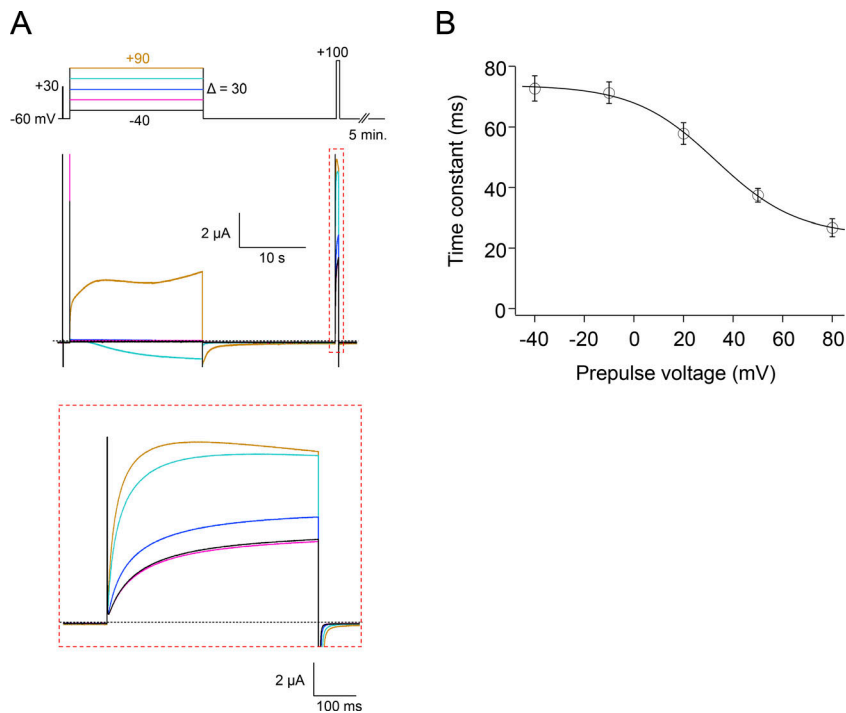 A
+100
+90
+30
Δ = 30
-60 mV
-40
5 min.
2 µA
10 s
2 µA
100 ms
B
80
60
40
20
0
Time constant (ms)
-40 -20 0 20 40 60 80
Prepulse voltage (mV)